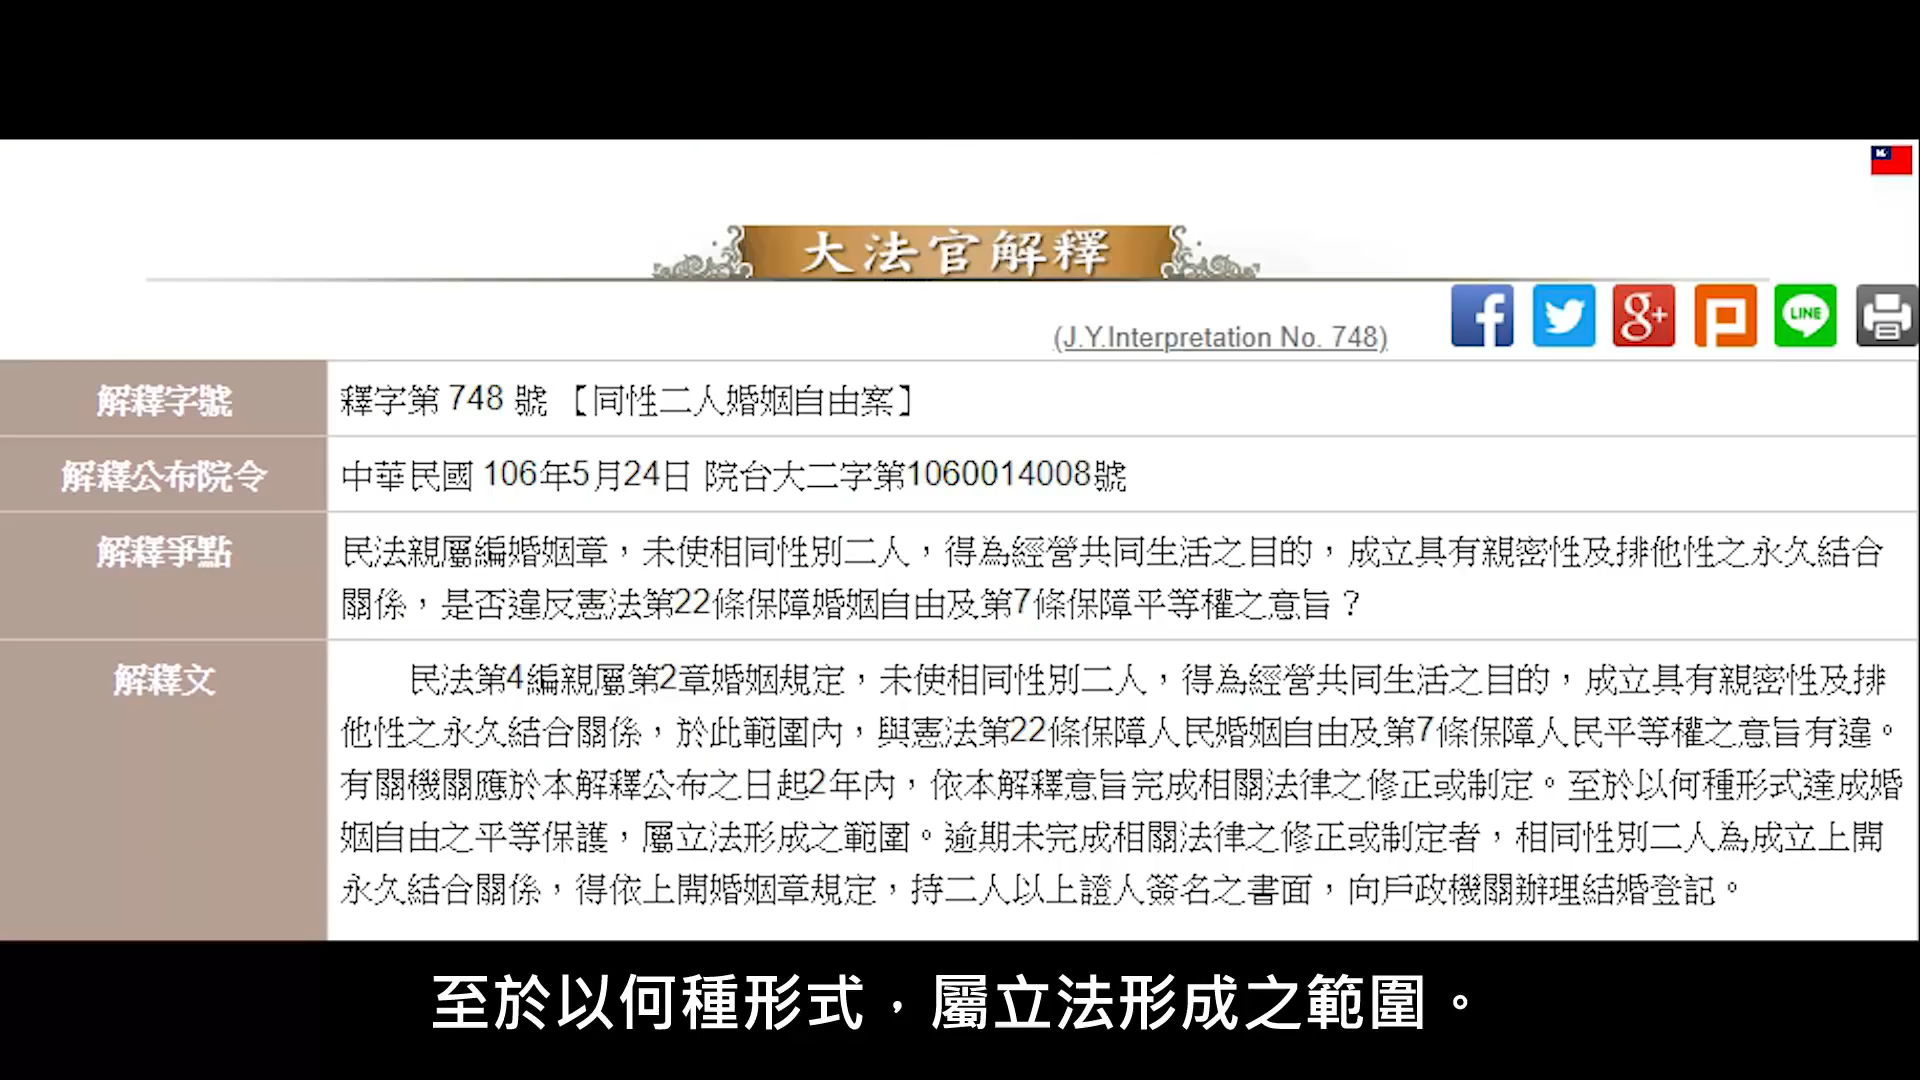 大法官解釋
(J.Y.Interpretation No. 748)
LINE
解釋字號
釋字第 748 號 【同性二人婚姻自由案】
解釋公布院令
中華民國 106年5月24日 院台大二字第1060014008號
解釋爭點
民法親屬編婚姻章,未使相同性別二人,得為經營共同生活之目的,成立具有親密性及排他性之永久結合
關係,是否違反憲法第22條保障婚姻自由及第7條保障平等權之意旨?
解釋文
民法第4編親屬第2章婚姻規定,未使相同性別二人,得為經營共同生活之目的,成立具有親密性及排
他性之永久結合關係,於此範圍內,與憲法第22條保障人民婚姻自由及第7條保障人民平等權之意旨有違。
有關機關應於本解釋公布之日起2年內,依本解釋意旨完成相關法律之修正或制定。至於以何種形式達成婚
姻自由之平等保護,屬立法形成之範圍。逾期未完成相關法律之修正或制定者,相同性別二人為成立上開
永久結合關係,得依上開婚姻章規定,持二人以上證人簽名之書面,向戶政機關辦理結婚登記。
至於以何種形式,屬立法形成之範圍。